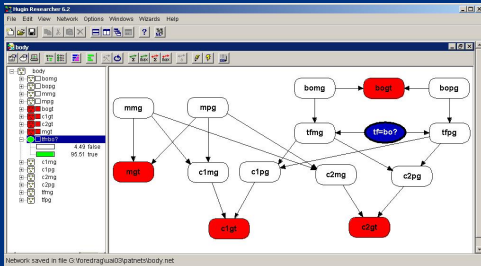 Hugin Researcher 6.2
File Edit View Network Options Windows Wizards Help
body
body
bomg
bopg
mmg
mpg
bogt
c1gt
c2gt
mgt
tf=bo?
4.49 false
95.51 true
c1mg
c1pg
c2mg
c2pg
tfmg
tfpg
bomg
bogt
bopg
mmg
mpg
tfmg
tf=bo?
tfpg
mgt
c1mg
c1pg
c2mg
c2pg
c1gt
c2gt
Network saved in file G:\foredrag\uai03\patnets\body.net